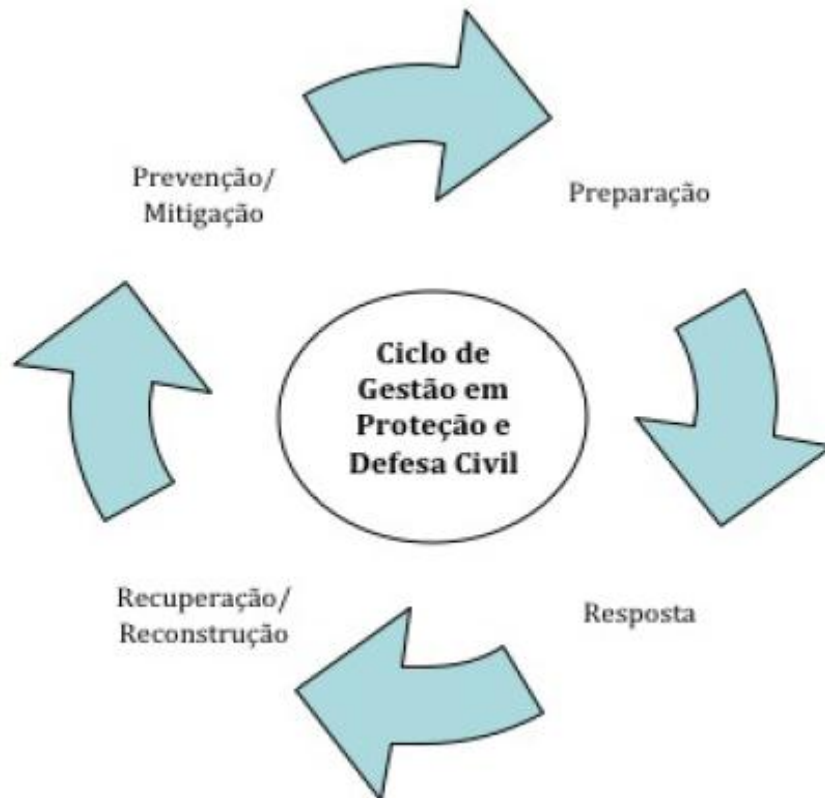 Prevenção/
Mitigação
Preparação
Ciclo de
Gestão em
Proteção e
Defesa Civil
Recuperação/
Reconstrução
Resposta